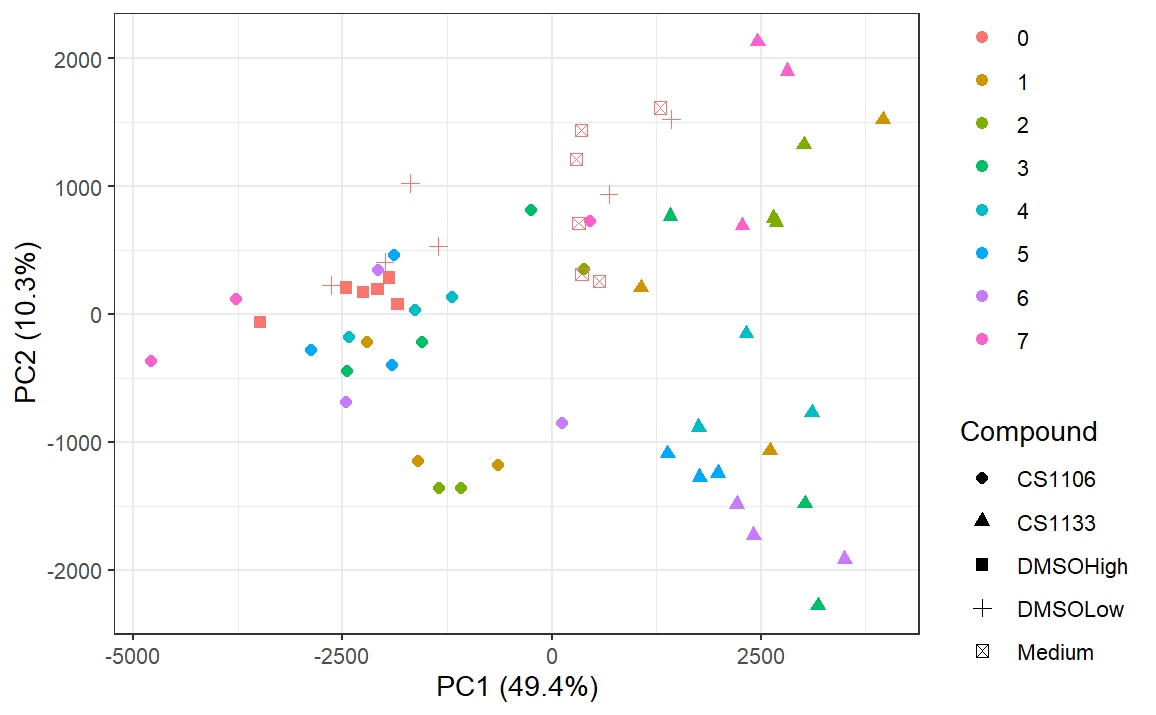 2000
1000
0
-1000
-2000
PC2 (10.3%)
-5000
-2500
0
2500
PC1 (49.4%)
0
1
2
3
4
5
6
7
Compound
CS1106
CS1133
DMSOHigh
DMSOLow
Medium